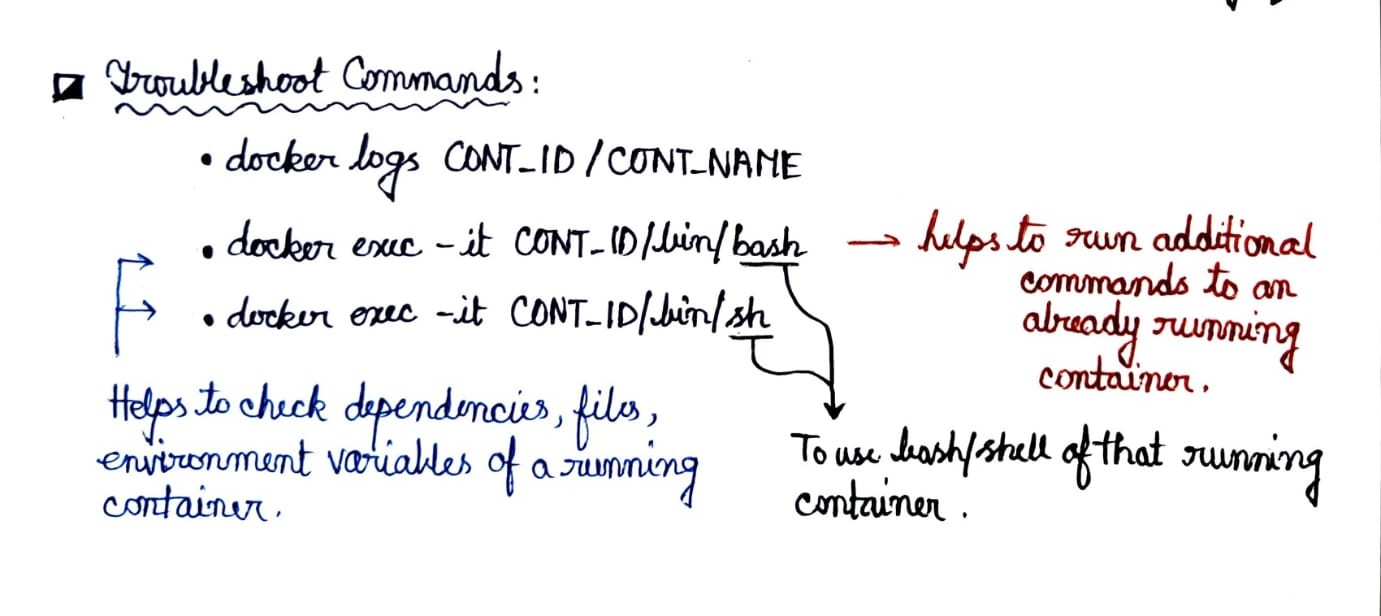 Troubleshoot Commands:
• docker logs CONT_ID / CONT_NAME
• docker exec -it CONT_ID/bin/bash → helps to run additional
commands to an
already running
container.
• docker exec -it CONT_ID/bin/sh
Helps to check dependencies, files,
environment variables of a running
container.
To use bash/shell of that running
container.